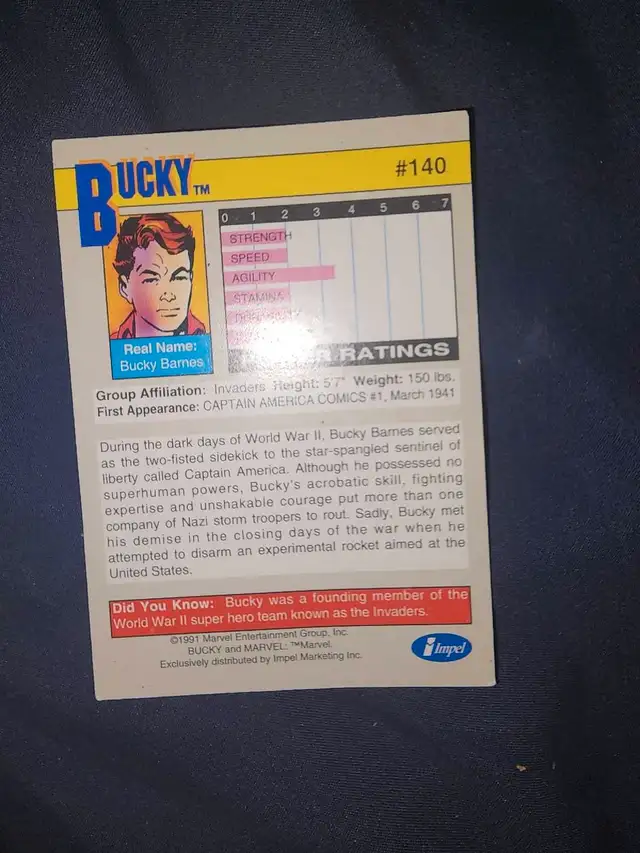 BUCKY™
#140
0 1 2 3 4 5 6 7
STRENGTH
SPEED
AGILITY
STAMINA
DURABILITY
RATINGS
Real Name:
Bucky Barnes
Group Affiliation: Invaders Height: 5'7" Weight: 150 lbs.
First Appearance: CAPTAIN AMERICA COMICS #1, March 1941
During the dark days of World War II, Bucky Barnes served
as the two-fisted sidekick to the star-spangled sentinel of
liberty called Captain America. Although he possessed no
superhuman powers, Bucky's acrobatic skill, fighting
expertise and unshakable courage put more than one
company of Nazi storm troopers to rout. Sadly, Bucky met
his demise in the closing days of the war when he
attempted to disarm an experimental rocket aimed at the
United States.
Did You Know: Bucky was a founding member of the
World War II super hero team known as the Invaders.
©1991 Marvel Entertainment Group, Inc.
BUCKY and MARVEL: ™Marvel.
Exclusively distributed by Impel Marketing Inc.
Impel